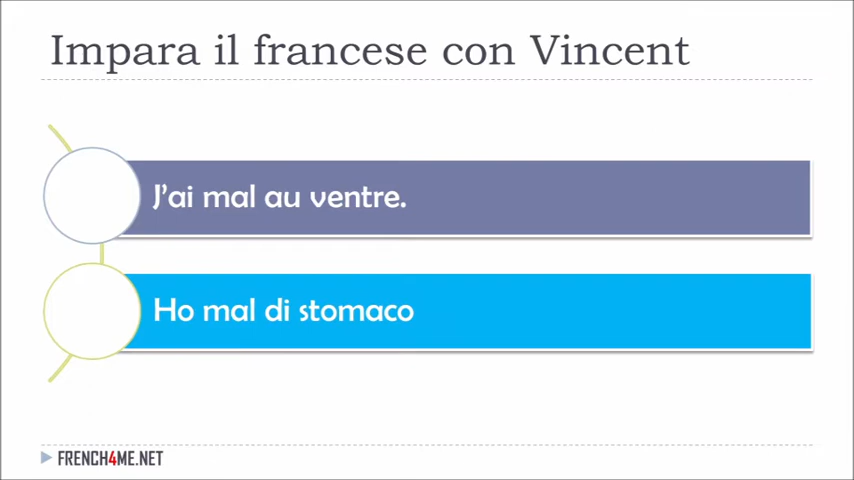 Impara il francese con Vincent
J'ai mal au ventre.
Ho mal di stomaco
FRENCH4ME.NET